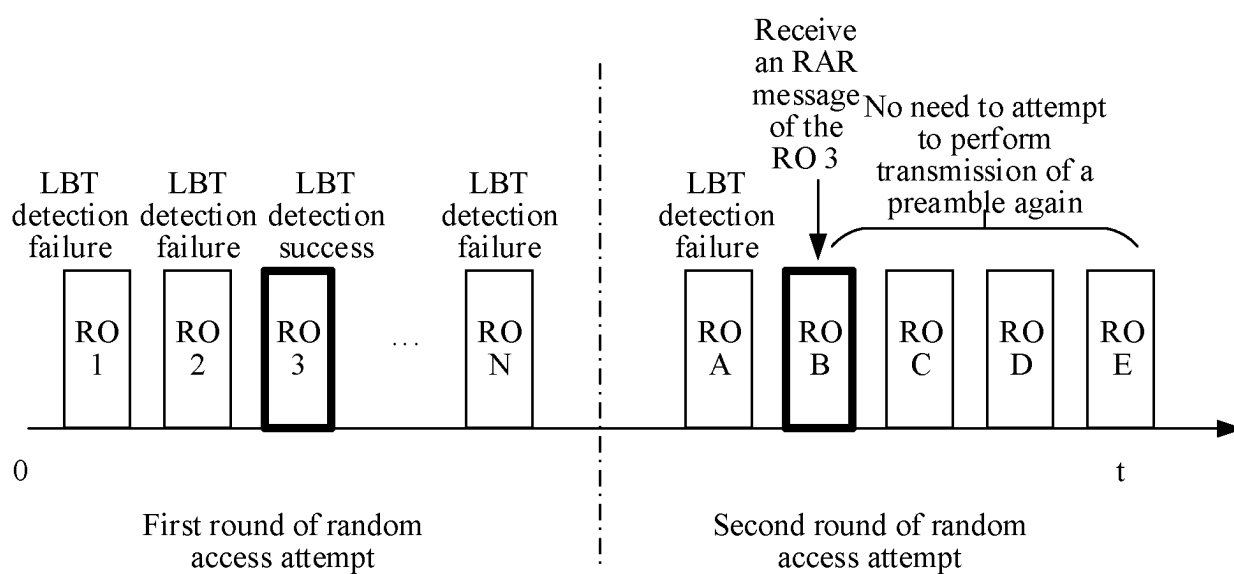 Receive
an RAR
message
of the
RO 3
No need to attempt
to perform
transmission of a
preamble again
LBT
detection
failure
LBT
detection
failure
LBT
detection
success
LBT
detection
failure
LBT
detection
failure
RO
1
RO
2
RO
3
...
RO
N
RO
A
RO
B
RO
C
RO
D
RO
E
0
t
First round of random
access attempt
Second round of random
access attempt